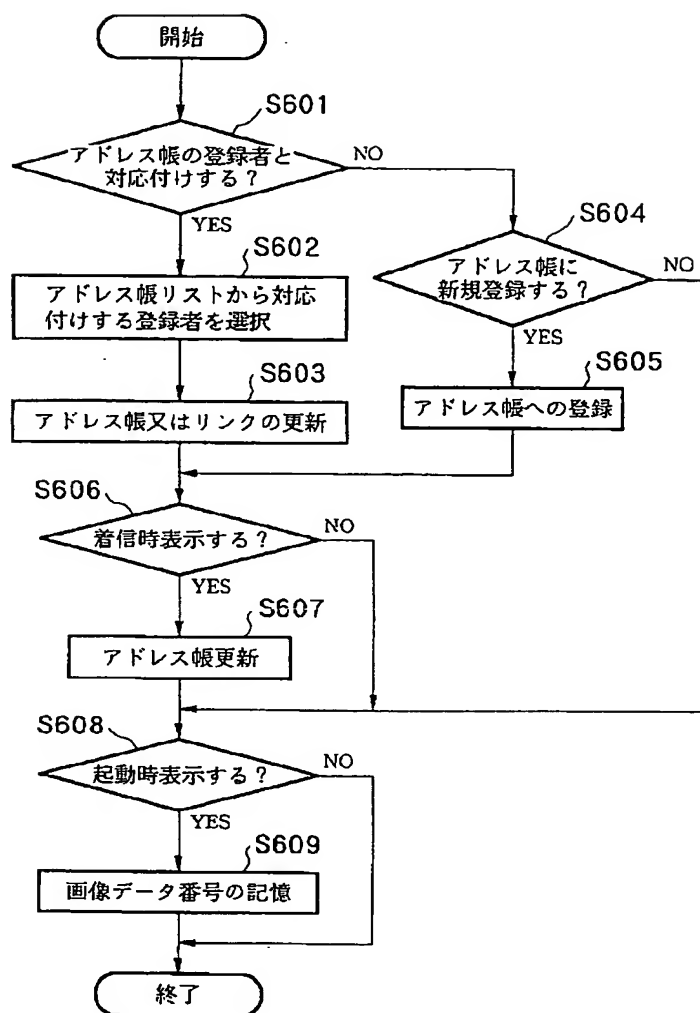 開始
S601
アドレス帳の登録者と
対応付けする？
NO
YES
S602
アドレス帳リストから対応
付けする登録者を選択
S603
アドレス帳又はリンクの更新
S604
アドレス帳に
新規登録する？
NO
YES
S605
アドレス帳への登録
S606
着信時表示する？
NO
YES
S607
アドレス帳更新
S608
起動時表示する？
NO
YES
S609
画像データ番号の記憶
終了